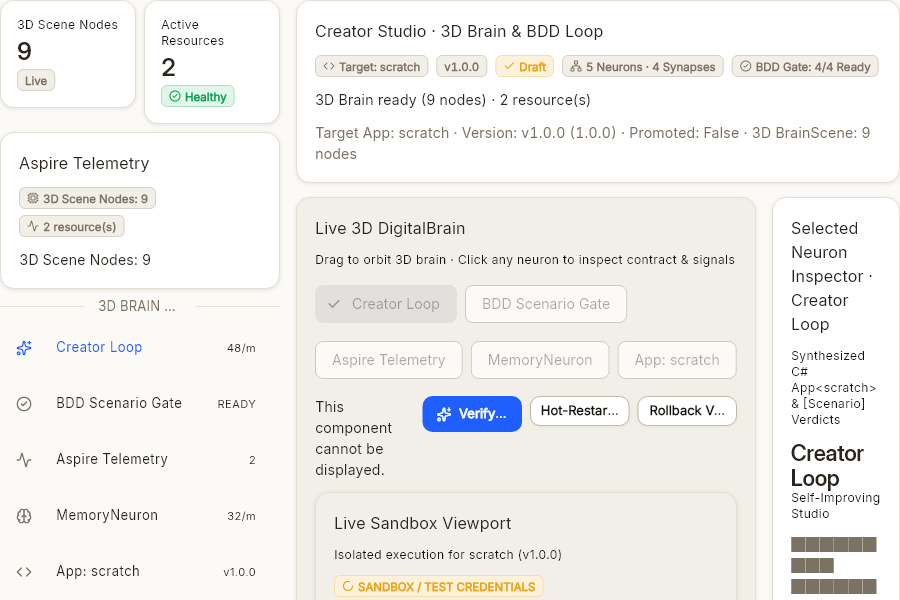 3D Scene Nodes
9
Live
Active
Resources
2
Healthy
Aspire Telemetry
3D Scene Nodes: 9
2 resource(s)
3D Scene Nodes: 9
3D BRAIN ...
Creator Loop 48/m
BDD Scenario Gate READY
Aspire Telemetry 2
MemoryNeuron 32/m
App: scratch v1.0.0
Creator Studio · 3D Brain & BDD Loop
Target: scratch v1.0.0 Draft 5 Neurons · 4 Synapses BDD Gate: 4/4 Ready
3D Brain ready (9 nodes) · 2 resource(s)
Target App: scratch · Version: v1.0.0 (1.0.0) · Promoted: False · 3D BrainScene: 9
nodes
Live 3D DigitalBrain
Drag to orbit 3D brain · Click any neuron to inspect contract & signals
Creator Loop BDD Scenario Gate
Aspire Telemetry MemoryNeuron App: scratch
This
component
cannot be
displayed.
Verify... Hot-Restar... Rollback V...
Live Sandbox Viewport
Isolated execution for scratch (v1.0.0)
SANDBOX / TEST CREDENTIALS
Selected
Neuron
Inspector ·
Creator
Loop
Synthesized
C#
App<scratch>
& [Scenario]
Verdicts
Creator
Loop
Self-Improving
Studio